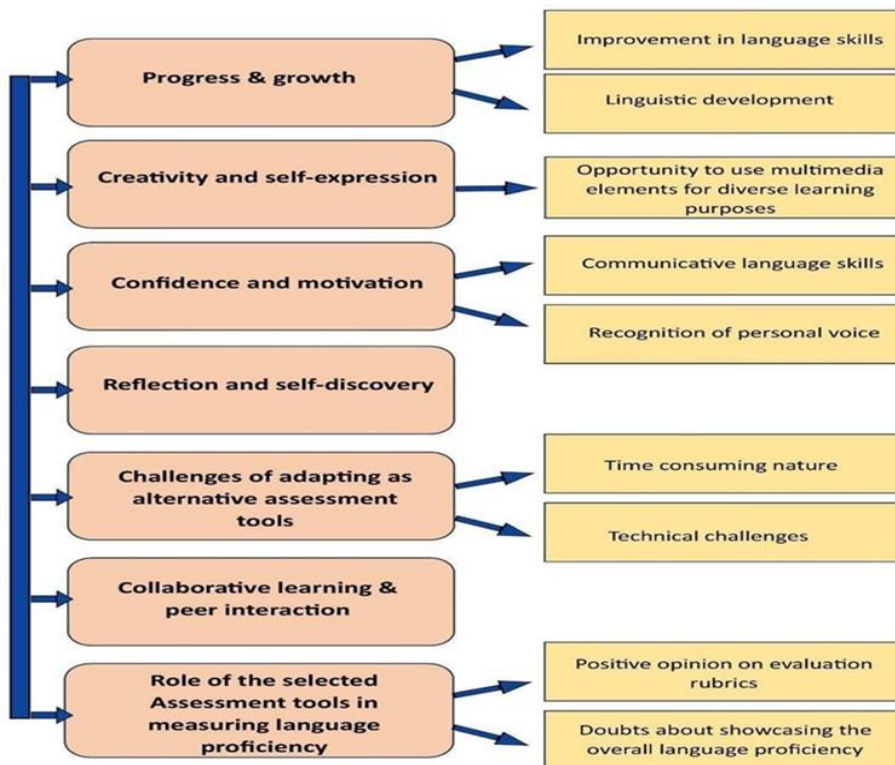 Progress & growth
Improvement in language skills
Linguistic development
Creativity and self-expression
Opportunity to use multimedia
elements for diverse learning
purposes
Confidence and motivation
Communicative language skills
Recognition of personal voice
Reflection and self-discovery
Challenges of adapting as
alternative assessment
tools
Time consuming nature
Technical challenges
Collaborative learning &
peer interaction
Role of the selected
Assessment tools in
measuring language
proficiency
Positive opinion on evaluation
rubrics
Doubts about showcasing the
overall language proficiency